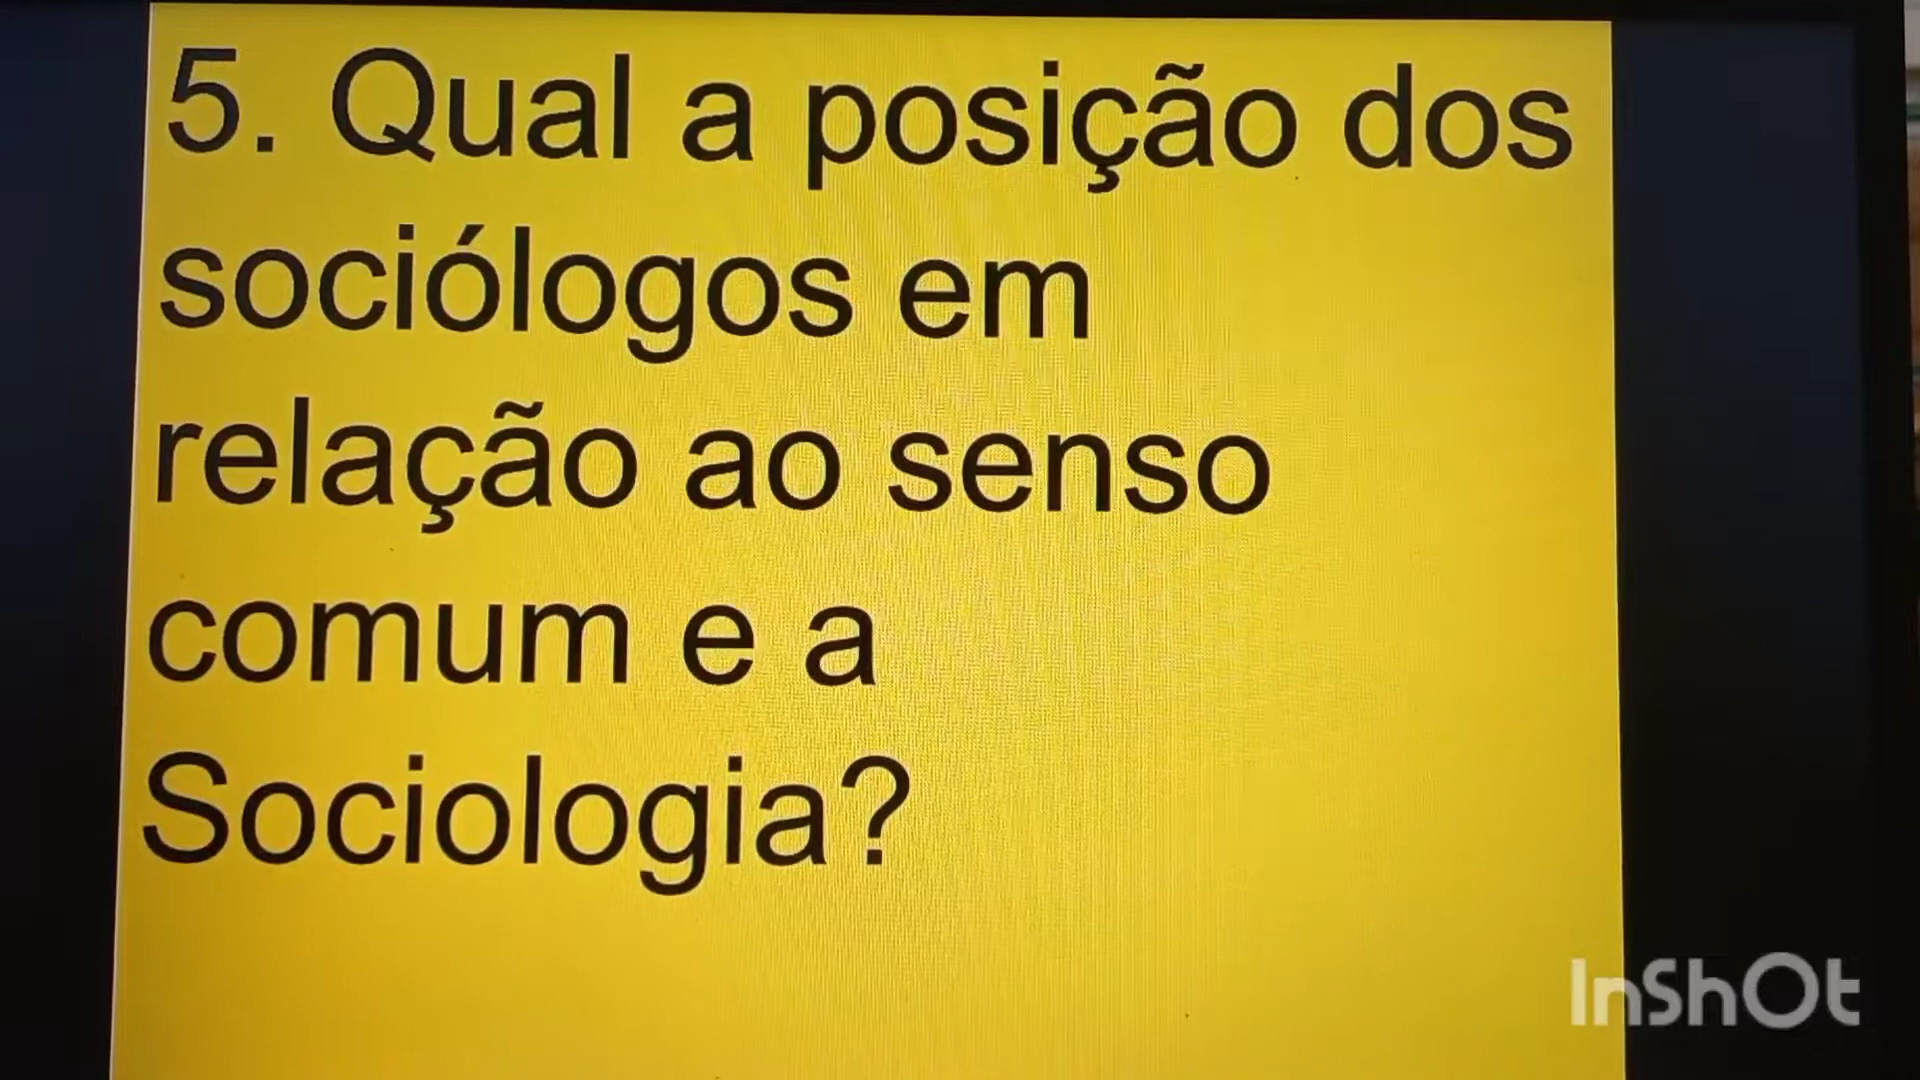 5. Qual a posição dos
sociólogos em
relação ao senso
comum e a
Sociologia?
InShOt